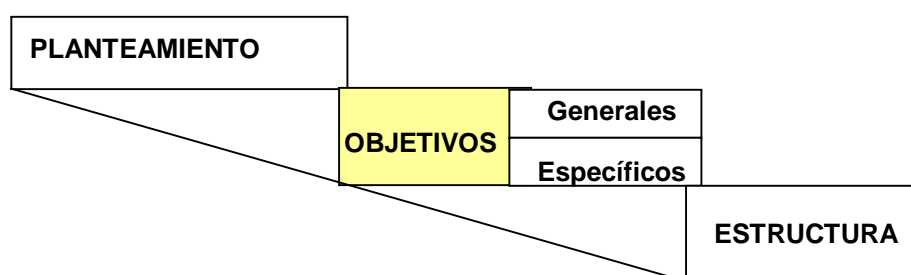 PLANTEAMIENTO
OBJETIVOS
Generales
Específicos
ESTRUCTURA